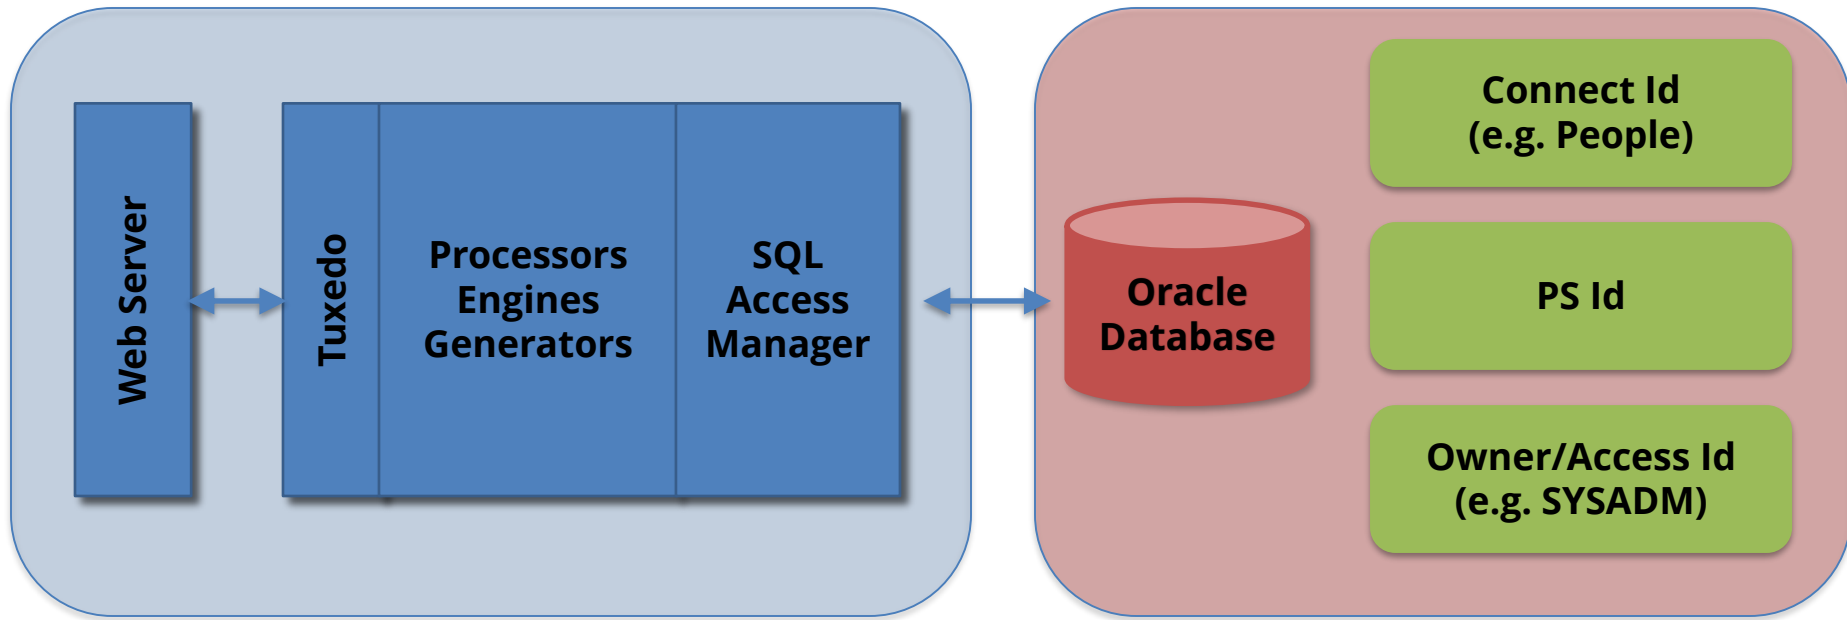 Web Server
Tuxedo
Processors
Engines
Generators
SQL
Access
Manager
Oracle
Database
Connect Id
(e.g. People)
PS Id
Owner/Access Id
(e.g. SYSADM)